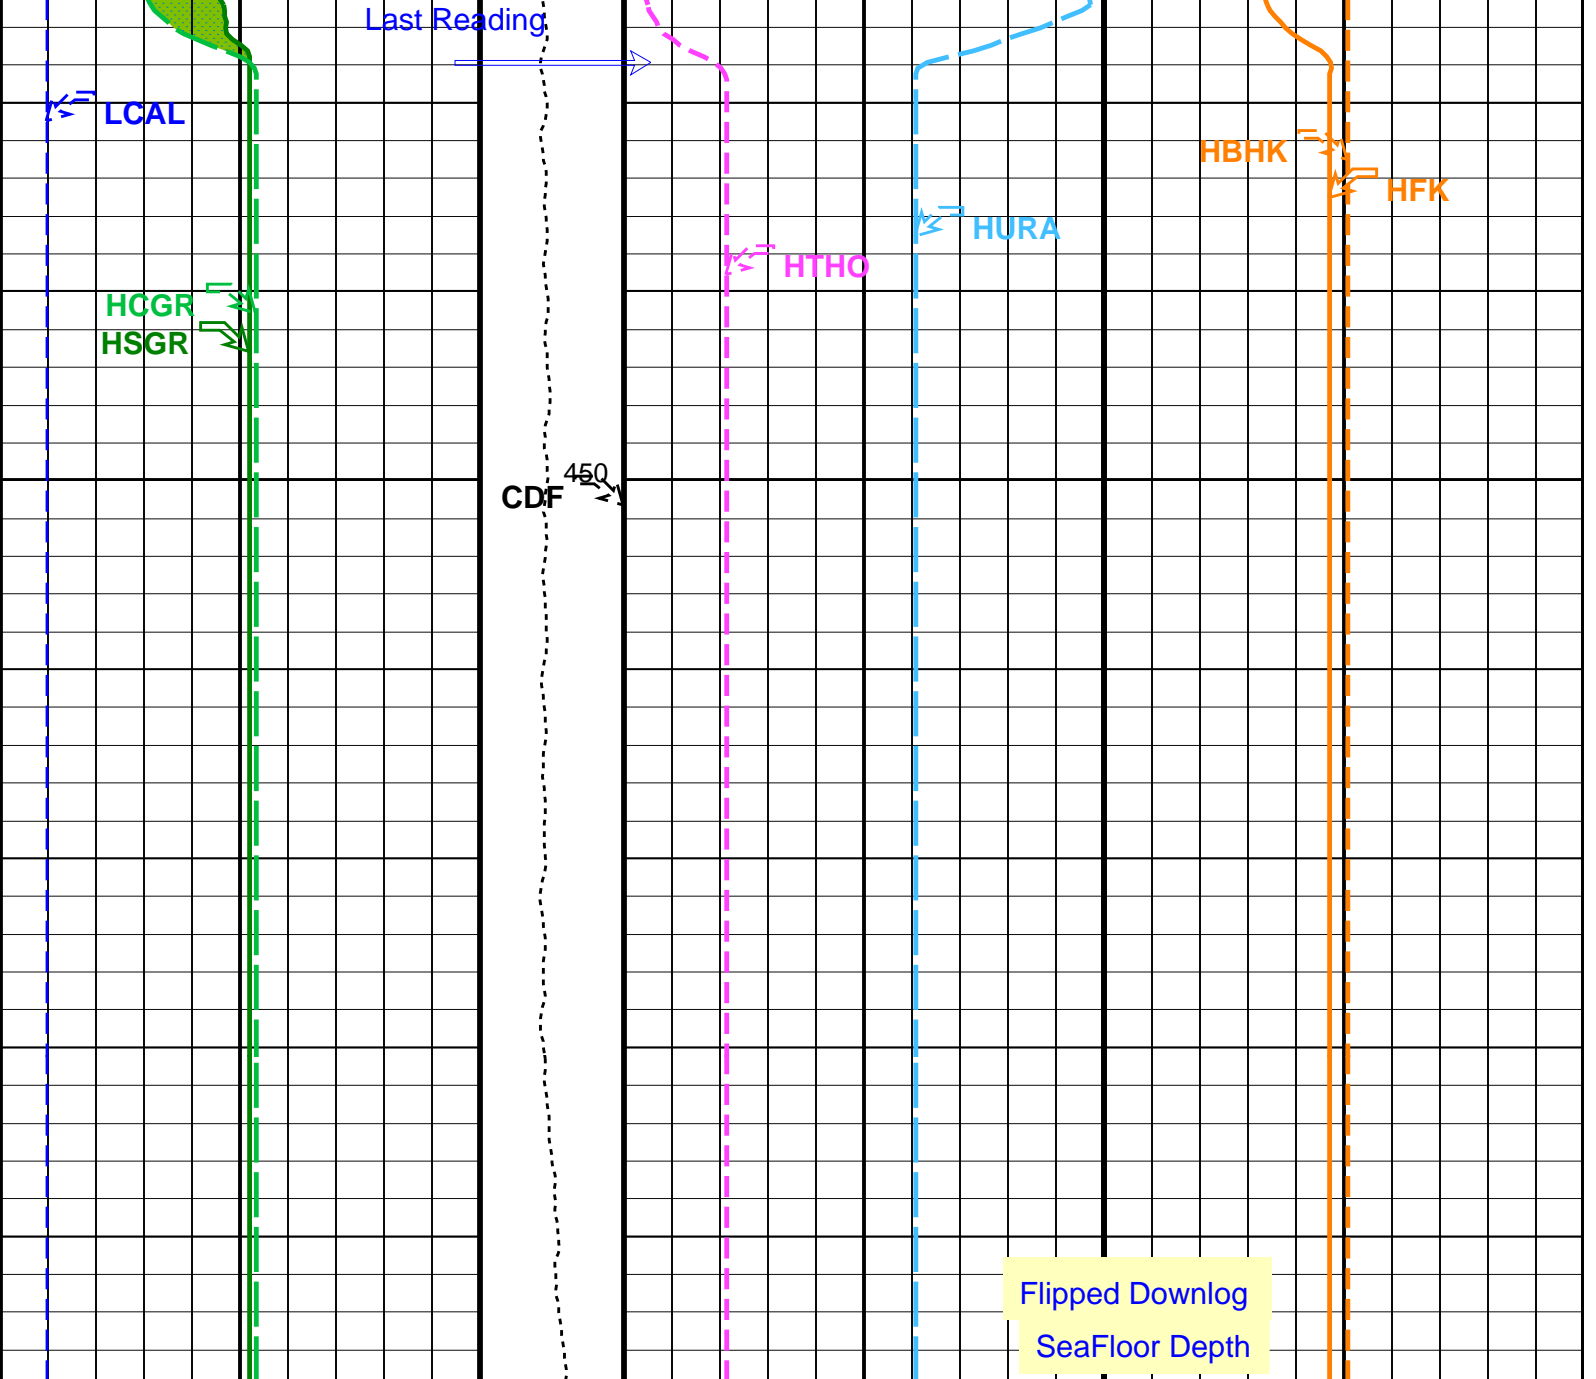 Last Reading
LCAL
HBHK
HFK
HURA
HTHO
HCGR
HSGR
450
CDF
Flipped Downlog
SeaFloor Depth